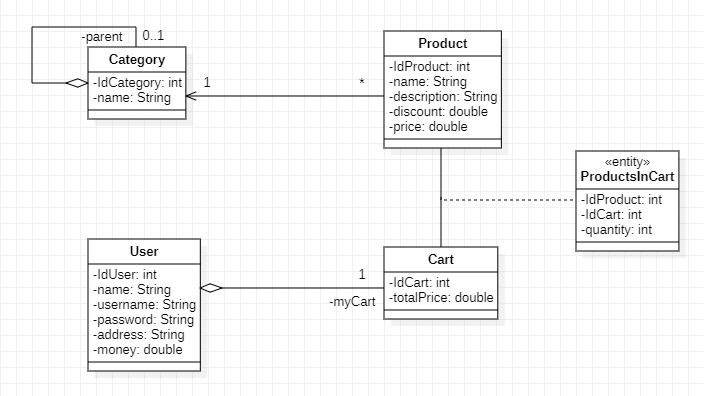 -parent
0..1
Category
-IdCategory: int
-name: String
1
*
Product
-IdProduct: int
-name: String
-description: String
-discount: double
-price: double
«entity»
ProductsInCart
-IdProduct: int
-IdCart: int
-quantity: int
User
-IdUser: int
-name: String
-username: String
-password: String
-address: String
-money: double
1
-myCart
Cart
-IdCart: int
-totalPrice: double